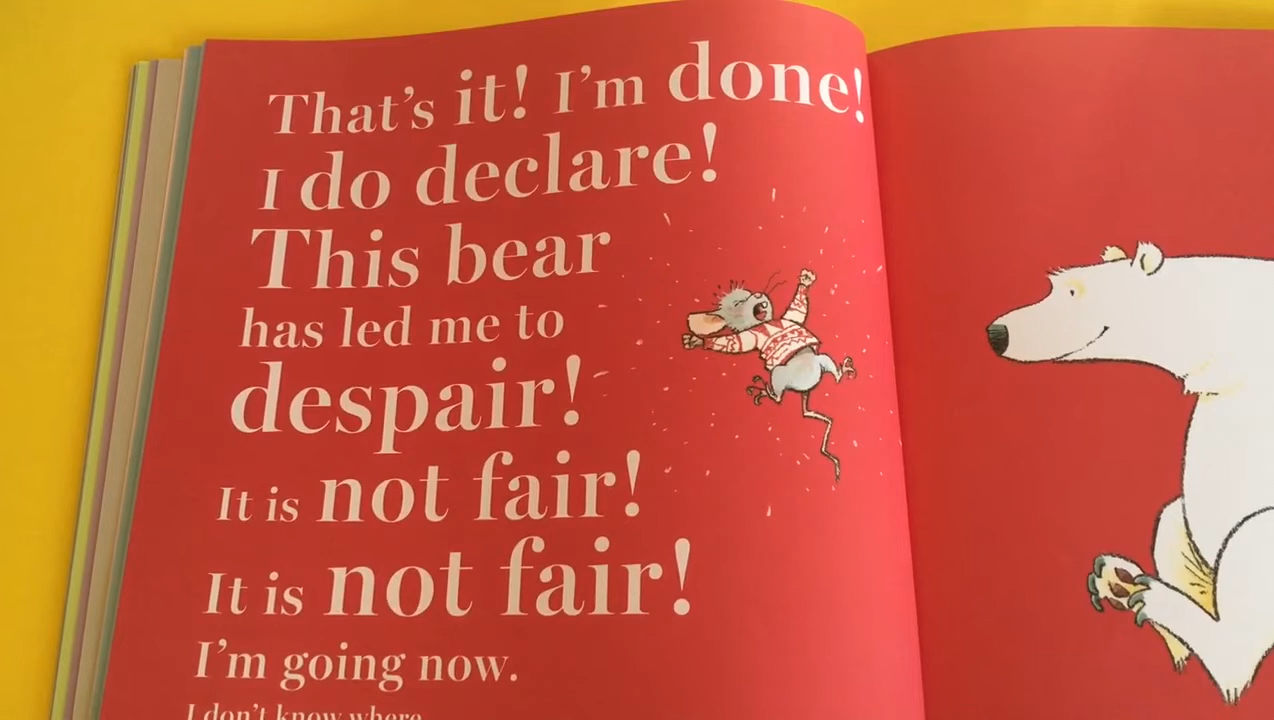 That's it! I'm done!
I do declare!
This bear
has led me to
despair!
It is not fair!
It is not fair!
I'm going now.
I don't know where